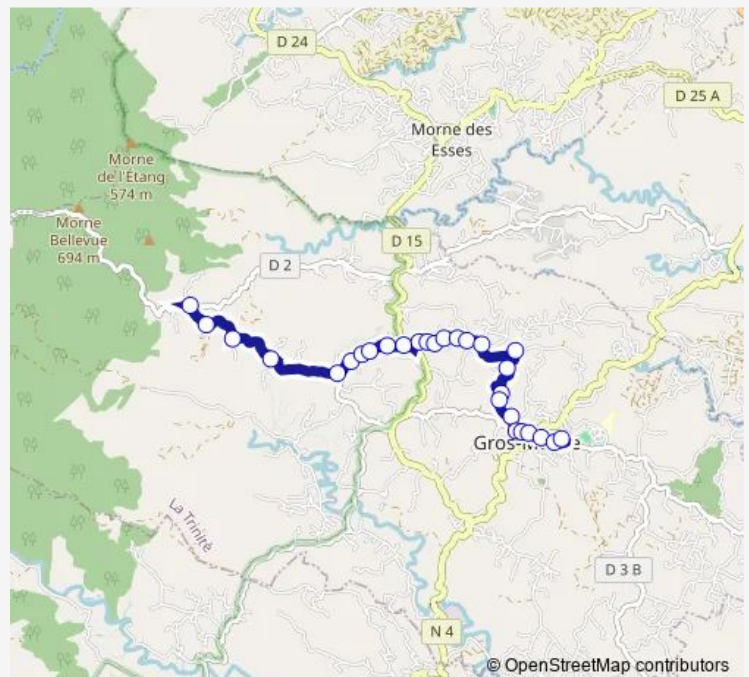 D 24
D 25 A
Morne des
Esses
Morne
de l'Étang
574 m
Morne
Bellevue
694 m
D 15
D 2
La Trinité
D 3 B
N 4
© OpenStreetMap contributors